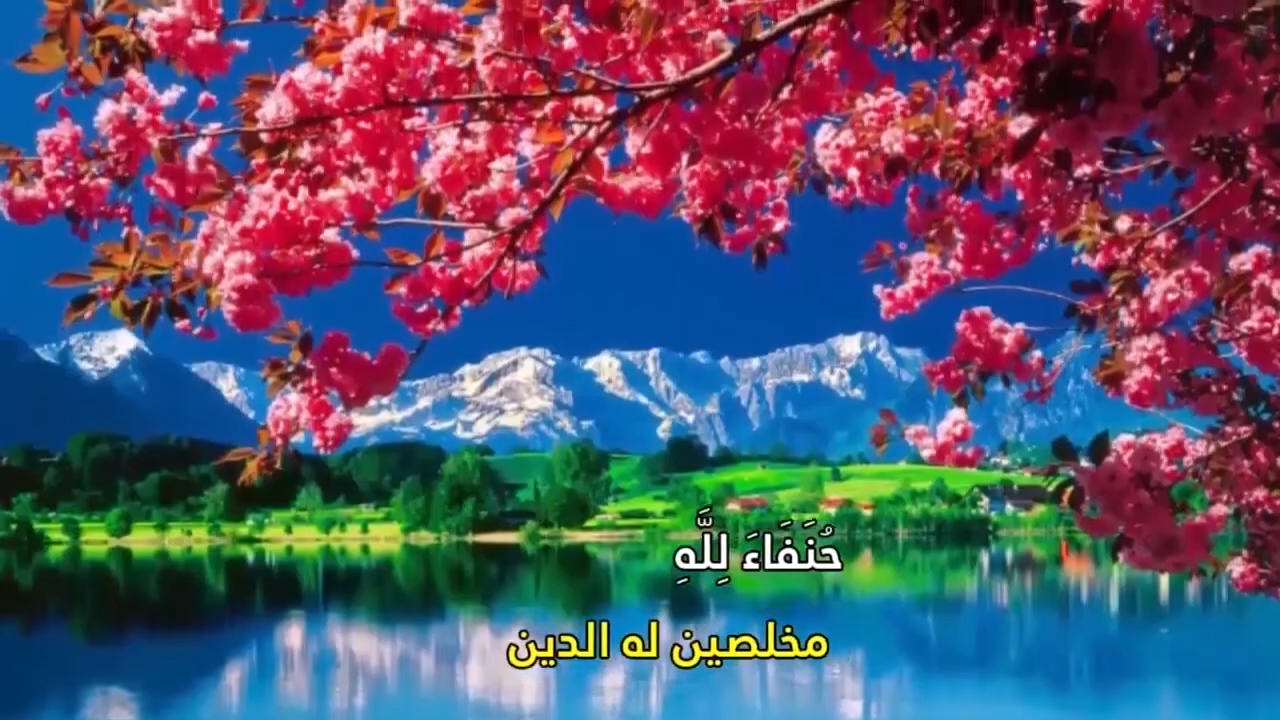 حُنَفَاءَ لِلَّهِ
مخلصين له الدين